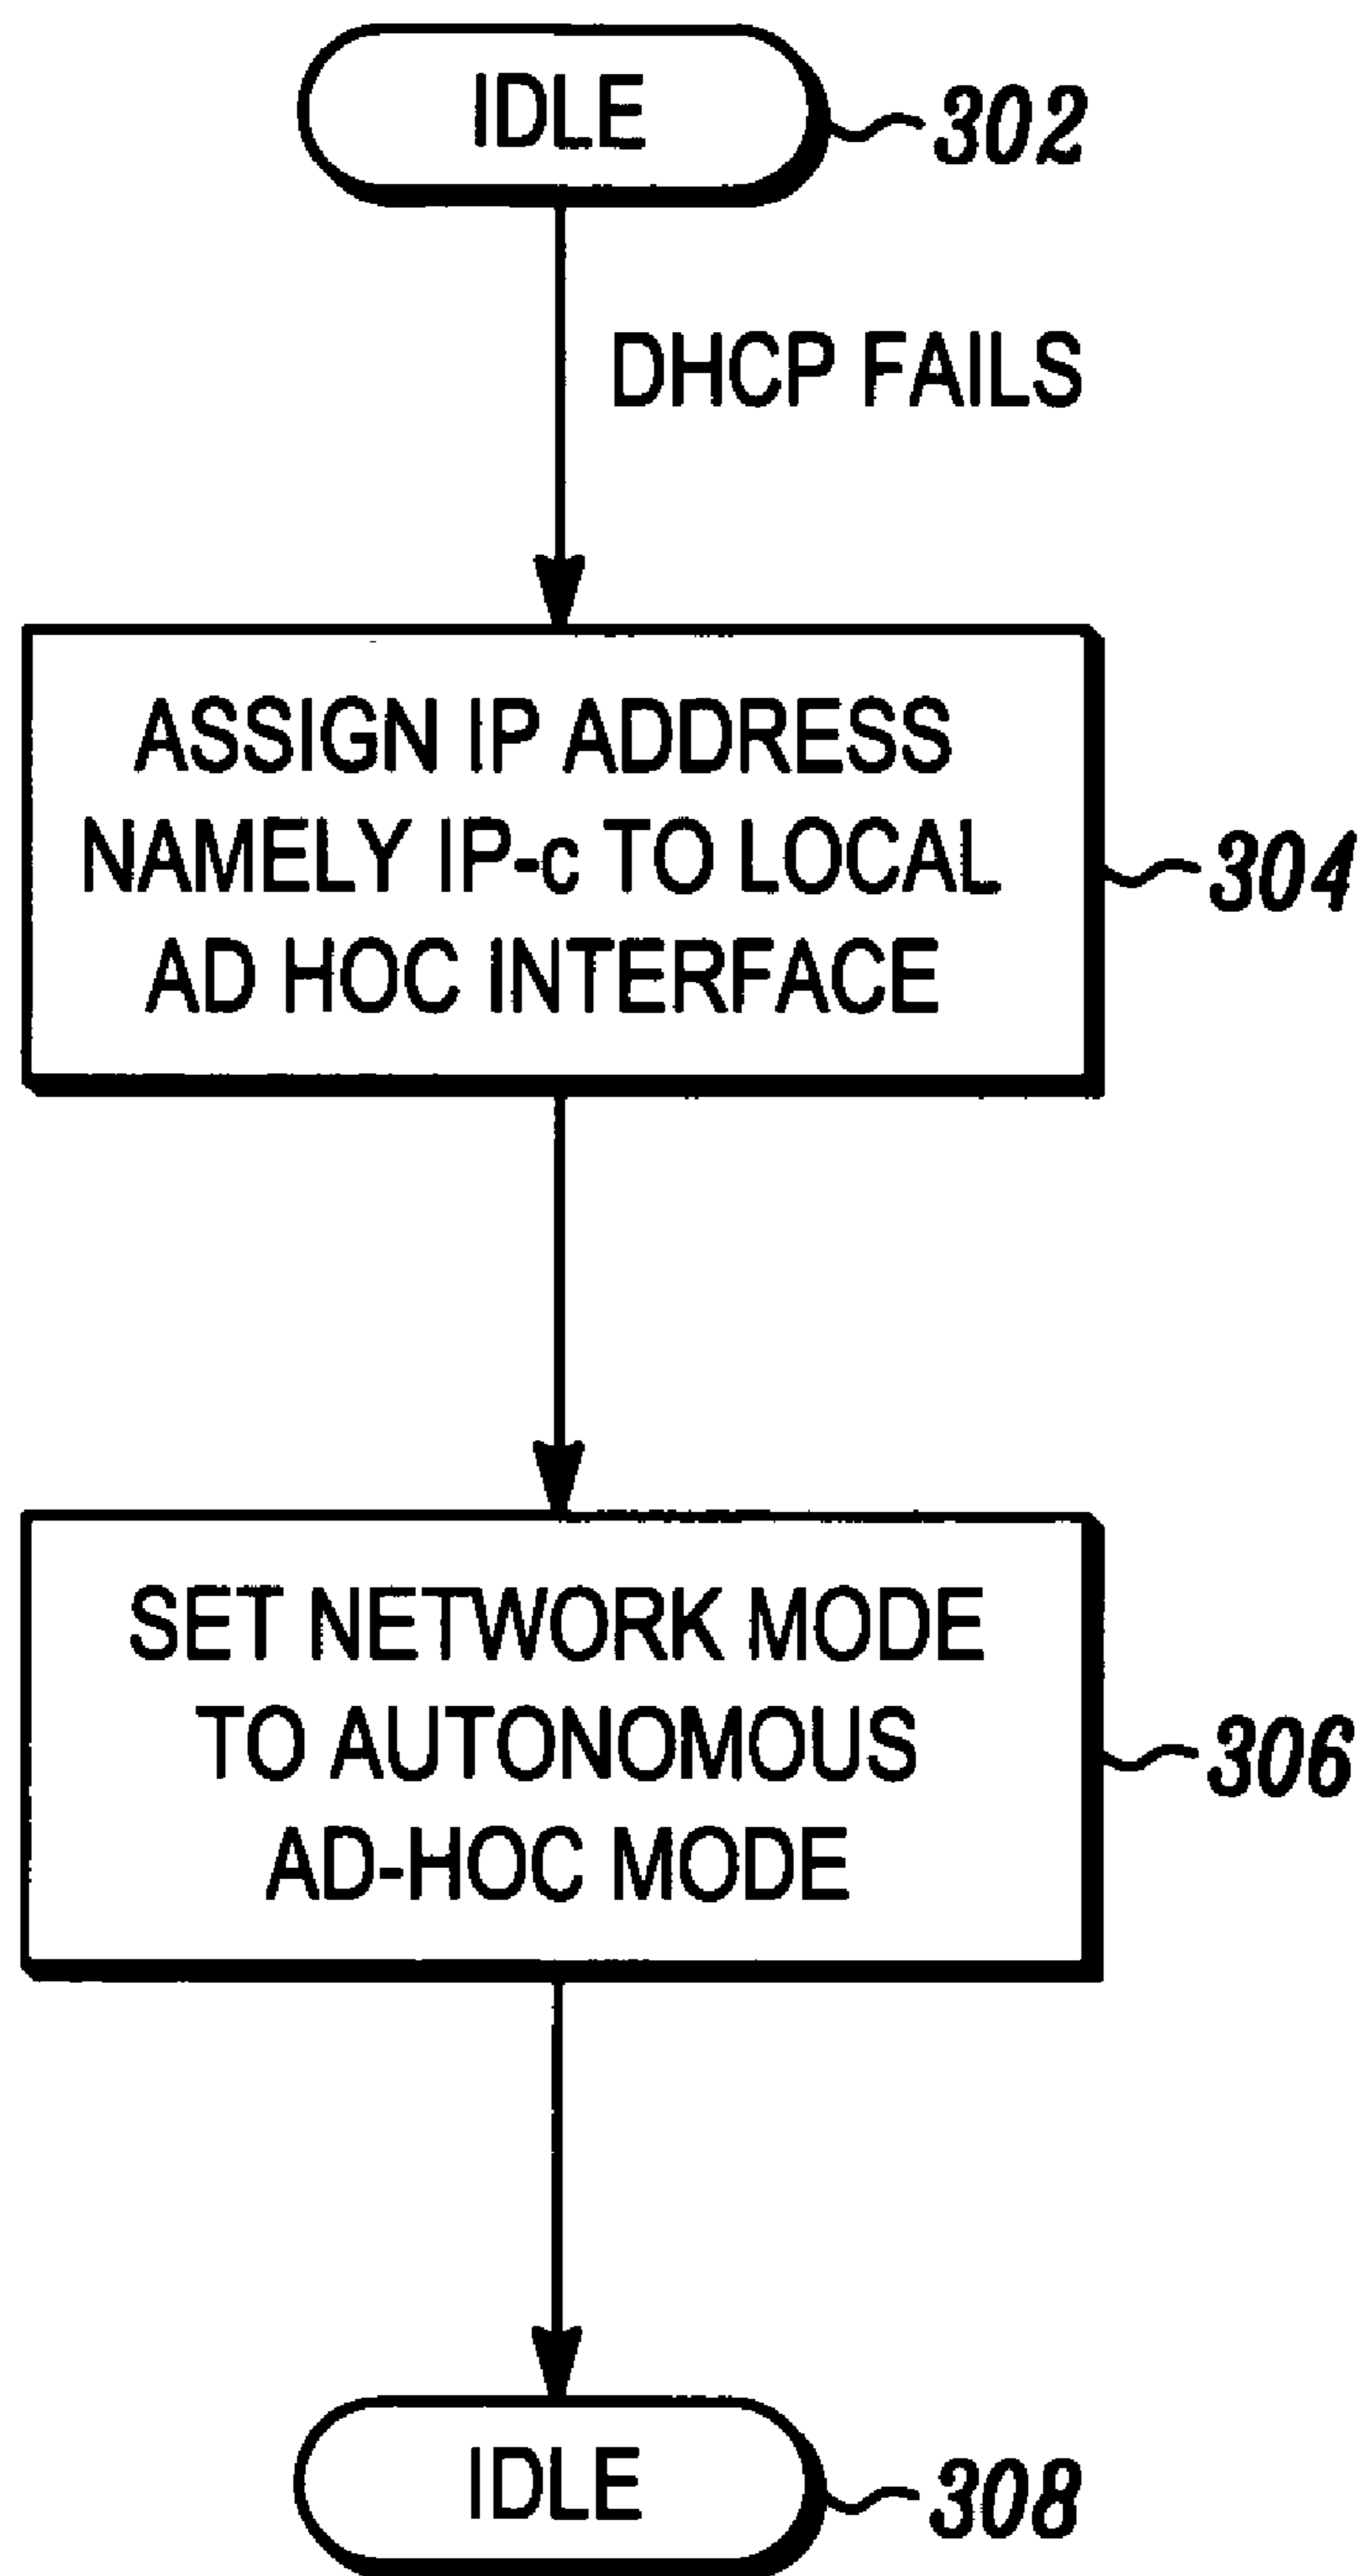 IDLE
302
DHCP FAILS
ASSIGN IP ADDRESS
NAMELY IP-c TO LOCAL
AD HOC INTERFACE
304
SET NETWORK MODE
TO AUTONOMOUS
AD-HOC MODE
306
IDLE
308